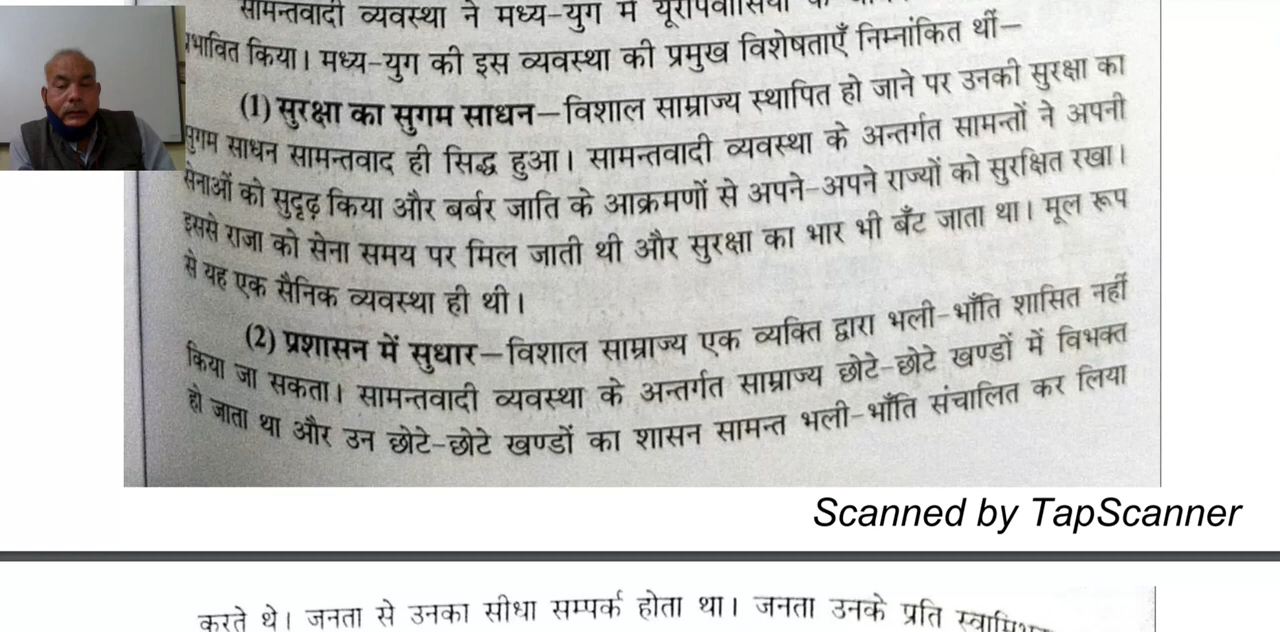 सामन्तवादी व्यवस्था ने मध्य-युग में यूरोपवासियों के
प्रभावित किया। मध्य-युग की इस व्यवस्था की प्रमुख विशेषताएँ निम्नांकित थीं—
(1) सुरक्षा का सुगम साधन—विशाल साम्राज्य स्थापित हो जाने पर उनकी सुरक्षा का
सुगम साधन सामन्तवाद ही सिद्ध हुआ। सामन्तवादी व्यवस्था के अन्तर्गत सामन्तों ने अपनी
सेनाओं को सुदृढ़ किया और बर्बर जाति के आक्रमणों से अपने-अपने राज्यों को सुरक्षित रखा।
इससे राजा को सेना समय पर मिल जाती थी और सुरक्षा का भार भी बँट जाता था। मूल रूप
से यह एक सैनिक व्यवस्था ही थी।
(2) प्रशासन में सुधार—विशाल साम्राज्य एक व्यक्ति द्वारा भली-भाँति शासित नहीं
किया जा सकता। सामन्तवादी व्यवस्था के अन्तर्गत साम्राज्य छोटे-छोटे खण्डों में विभक्त
हो जाता था और उन छोटे-छोटे खण्डों का शासन सामन्त भली-भाँति संचालित कर लिया
Scanned by TapScanner
करते थे। जनता से उनका सीधा सम्पर्क होता था। जनता उनके प्रति